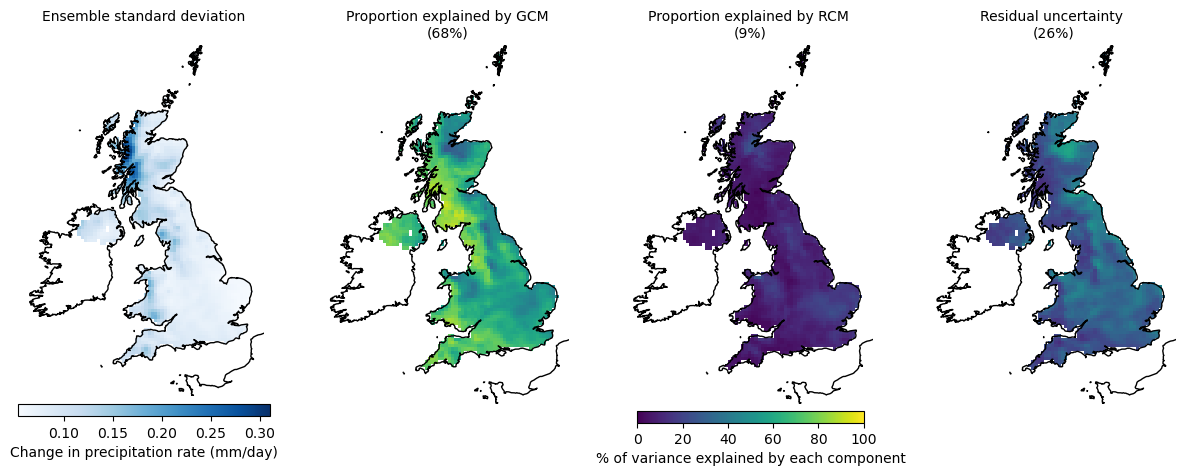 Ensemble standard deviation
Proportion explained by GCM
(68%)
Proportion explained by RCM
(9%)
Residual uncertainty
(26%)
0.10 0.15 0.20 0.25 0.30
Change in precipitation rate (mm/day)
0 20 40 60 80 100
% of variance explained by each component